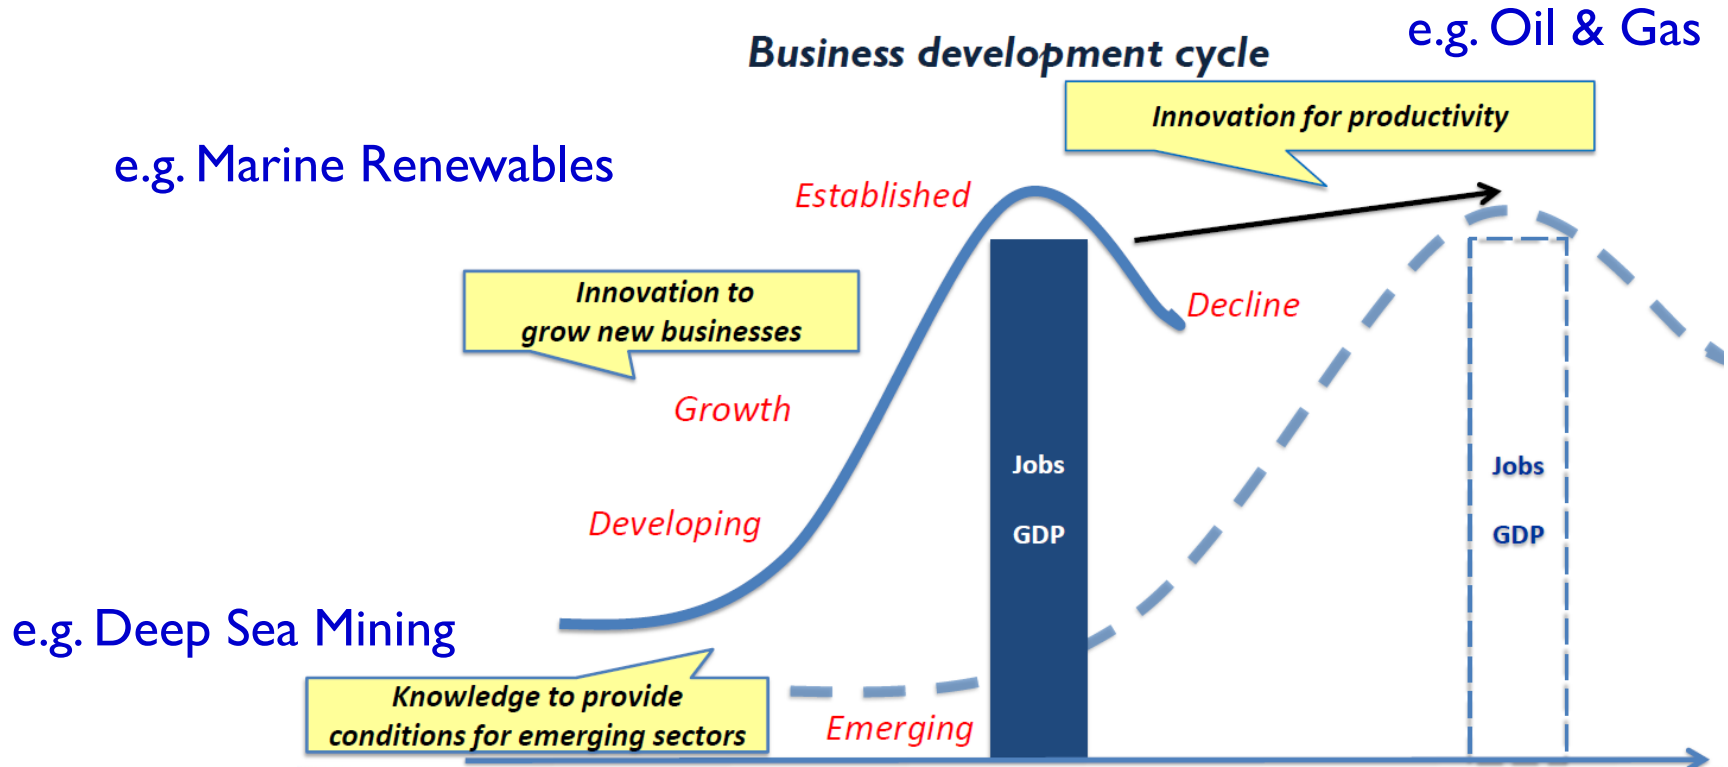 e.g. Oil & Gas
Business development cycle
Innovation for productivity
e.g. Marine Renewables
Established
Innovation to
grow new businesses
Decline
Growth
Jobs
GDP
Jobs
GDP
Developing
e.g. Deep Sea Mining
Knowledge to provide
conditions for emerging sectors
Emerging